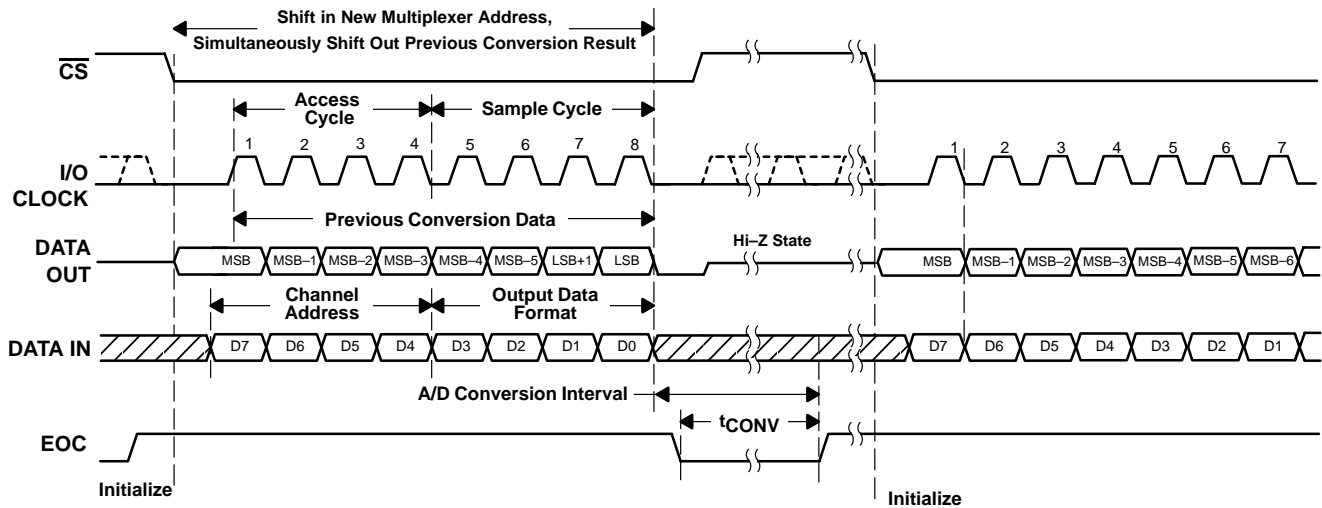 Shift in New Multiplexer Address,
Simultaneously Shift Out Previous Conversion Result
CS
Access
Cycle
Sample Cycle
1 2 3 4 5 6 7 8 1 2 3 4 5 6 7
I/O
CLOCK
Previous Conversion Data
DATA
OUT
MSB MSB–1 MSB–2 MSB–3 MSB–4 MSB–5 LSB+1 LSB
Hi–Z State
MSB MSB–1 MSB–2 MSB–3 MSB–4 MSB–5 MSB–6
Channel
Address
Output Data
Format
DATA IN
D7 D6 D5 D4 D3 D2 D1 D0
D7 D6 D5 D4 D3 D2 D1
A/D Conversion Interval
tCONV
EOC
Initialize
Initialize